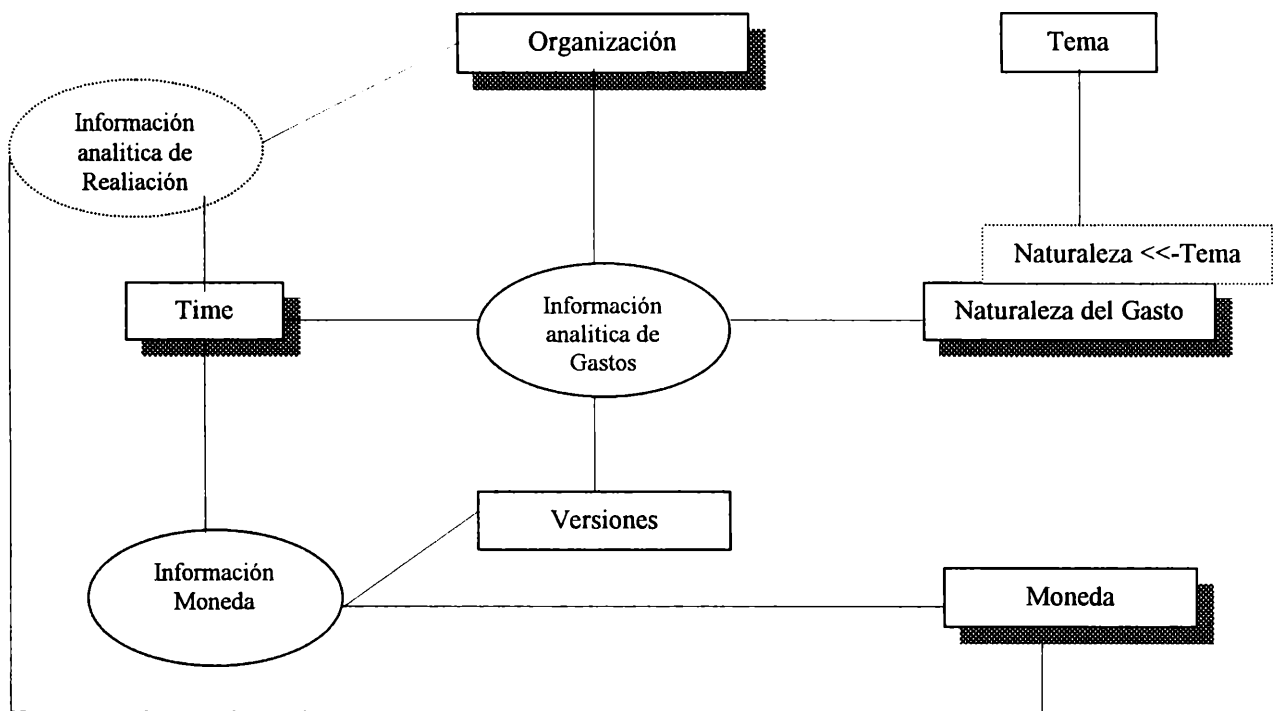 Organización
Tema
Información
analitica de
Realiación
Naturaleza <<-Tema
Time
Información
analitica de
Gastos
Naturaleza del Gasto
Versiones
Información
Moneda
Moneda